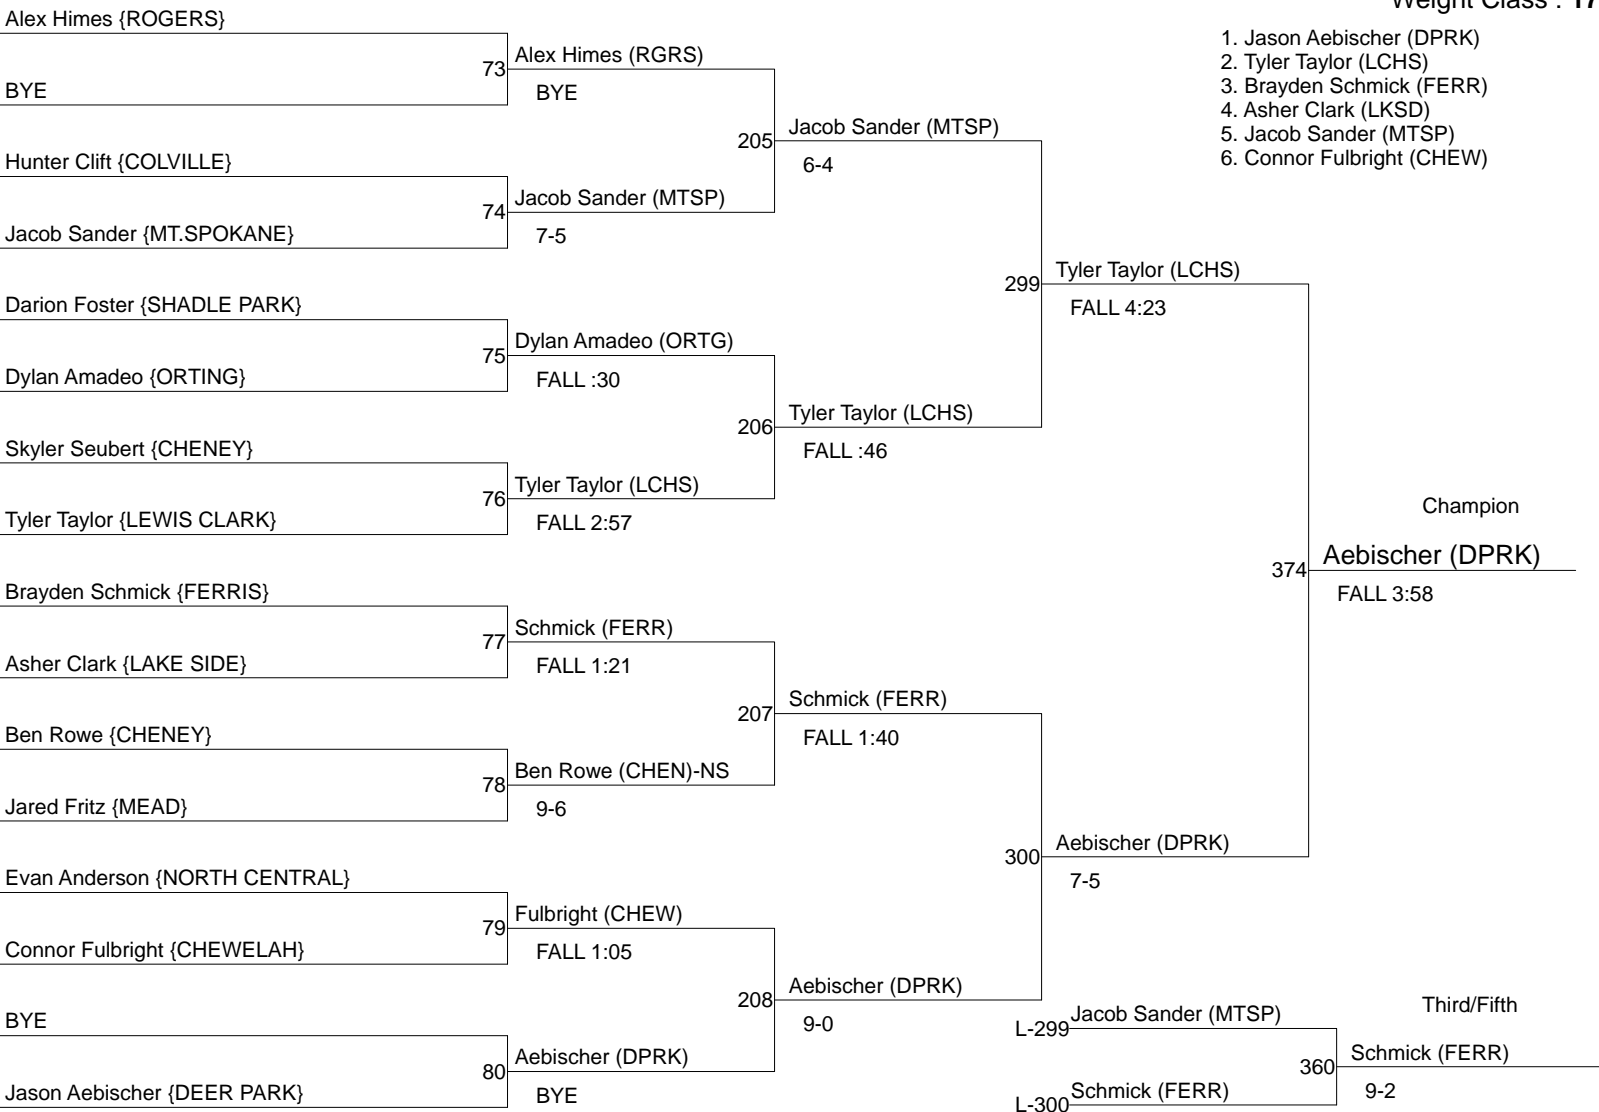 Weight Class : 17
1. Jason Aebischer (DPRK)
2. Tyler Taylor (LCHS)
3. Brayden Schmick (FERR)
4. Asher Clark (LKSD)
5. Jacob Sander (MTSP)
6. Connor Fulbright (CHEW)
Alex Himes {ROGERS}
BYE
Hunter Clift {COLVILLE}
Jacob Sander {MT.SPOKANE}
Darion Foster {SHADLE PARK}
Dylan Amadeo {ORTING}
Skyler Seubert {CHENEY}
Tyler Taylor {LEWIS CLARK}
Brayden Schmick {FERRIS}
Asher Clark {LAKE SIDE}
Ben Rowe {CHENEY}
Jared Fritz {MEAD}
Evan Anderson {NORTH CENTRAL}
Connor Fulbright {CHEWELAH}
BYE
Jason Aebischer {DEER PARK}
73 Alex Himes (RGRS)
BYE
74 Jacob Sander (MTSP)
7-5
75 Dylan Amadeo (ORTG)
FALL :30
76 Tyler Taylor (LCHS)
FALL 2:57
77 Schmick (FERR)
FALL 1:21
78 Ben Rowe (CHEN)-NS
9-6
79 Fulbright (CHEW)
FALL 1:05
80 Aebischer (DPRK)
BYE
205 Jacob Sander (MTSP)
6-4
206 Tyler Taylor (LCHS)
FALL :46
207 Schmick (FERR)
FALL 1:40
208 Aebischer (DPRK)
9-0
299 Tyler Taylor (LCHS)
FALL 4:23
300 Aebischer (DPRK)
7-5
Champion
374 Aebischer (DPRK)
FALL 3:58
Third/Fifth
L-299 Jacob Sander (MTSP)
L-300 Schmick (FERR)
360 Schmick (FERR)
9-2